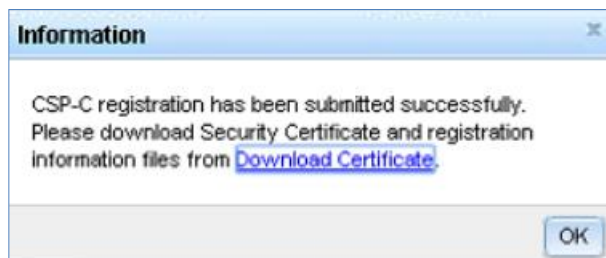 Information
CSP-C registration has been submitted successfully.
Please download Security Certificate and registration
information files from Download Certificate.
OK